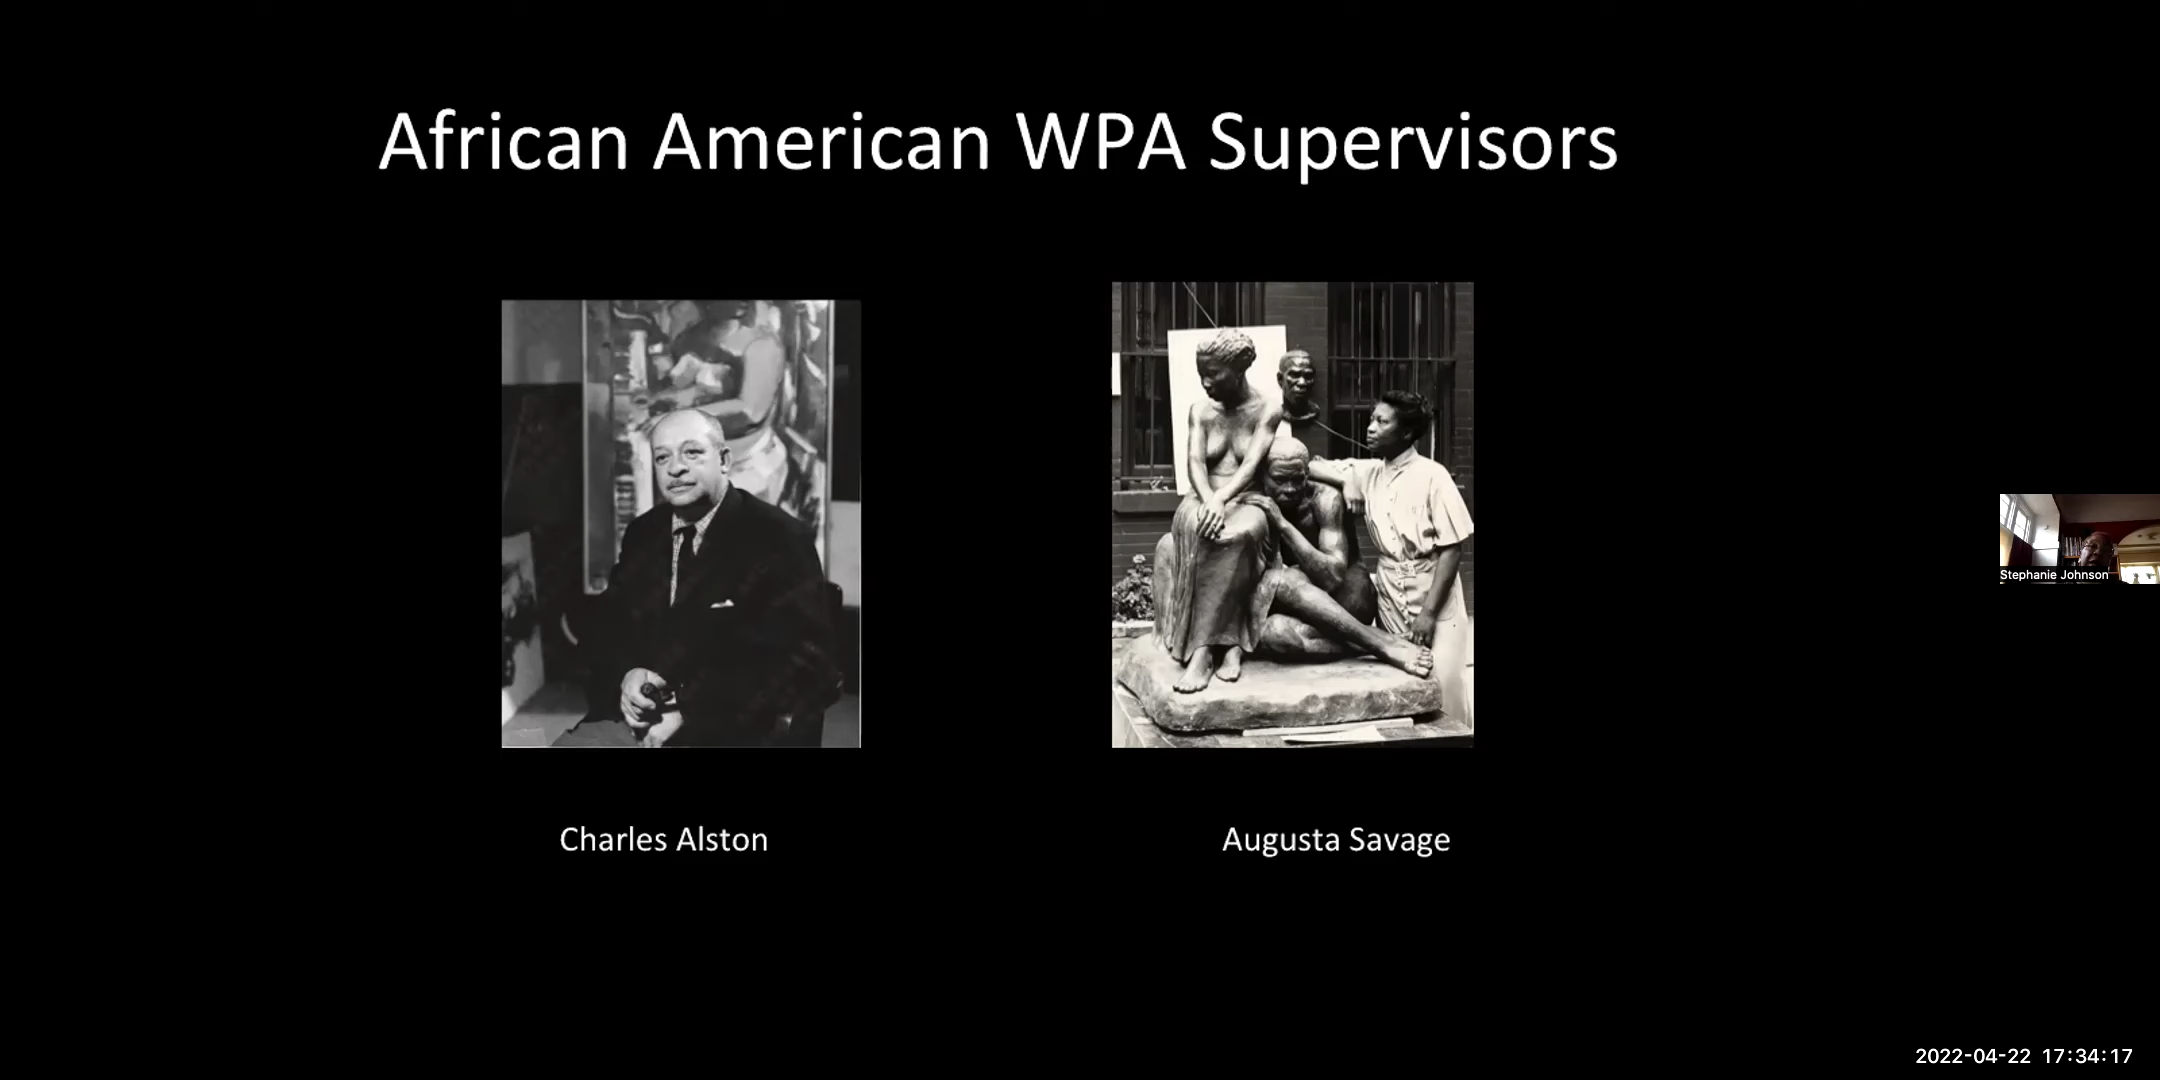 African American WPA Supervisors
Charles Alston
Augusta Savage
Stephanie Johnson
2022-04-22 17:34:17